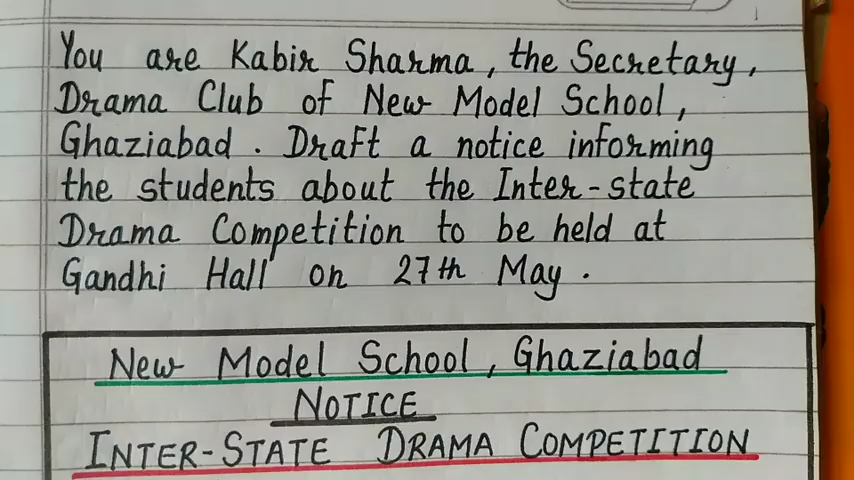 You are Kabir Sharma, the Secretary,
Drama Club of New Model School,
Ghaziabad. Draft a notice informing
the students about the Inter-state
Drama Competition to be held at
Gandhi Hall on 27th May.
New Model School, Ghaziabad
NOTICE
INTER-STATE DRAMA COMPETITION